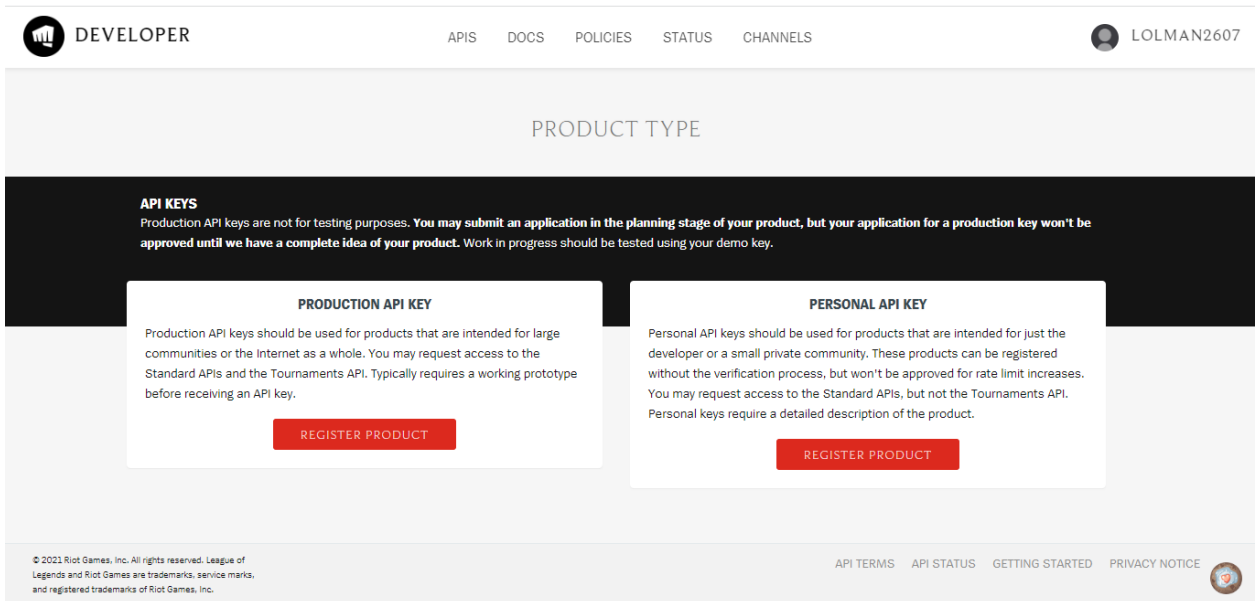 DEVELOPER
APIS DOCS POLICIES STATUS CHANNELS
LOLMAN2607
PRODUCT TYPE
API KEYS
Production API keys are not for testing purposes. You may submit an application in the planning stage of your product, but your application for a production key won't be
approved until we have a complete idea of your product. Work in progress should be tested using your demo key.
PRODUCTION API KEY
Production API keys should be used for products that are intended for large
communities or the Internet as a whole. You may request access to the
Standard APIs and the Tournaments API. Typically requires a working prototype
before receiving an API key.
REGISTER PRODUCT
PERSONAL API KEY
Personal API keys should be used for products that are intended for just the
developer or a small private community. These products can be registered
without the verification process, but won't be approved for rate limit increases.
You may request access to the Standard APIs, but not the Tournaments API.
Personal keys require a detailed description of the product.
REGISTER PRODUCT
© 2021 Riot Games, Inc. All rights reserved. League of
Legends and Riot Games are trademarks, service marks,
and registered trademarks of Riot Games, Inc.
API TERMS API STATUS GETTING STARTED PRIVACY NOTICE